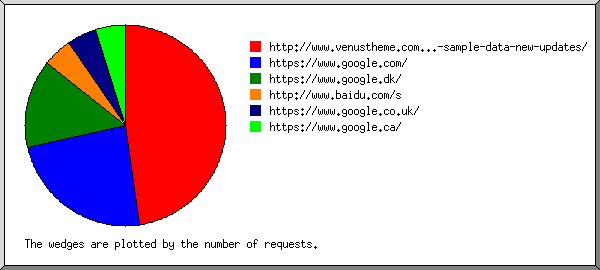 http://www.venustheme.com...-sample-data-new-updates/
https://www.google.com/
https://www.google.dk/
http://www.baidu.com/s
https://www.google.co.uk/
https://www.google.ca/
The wedges are plotted by the number of requests.